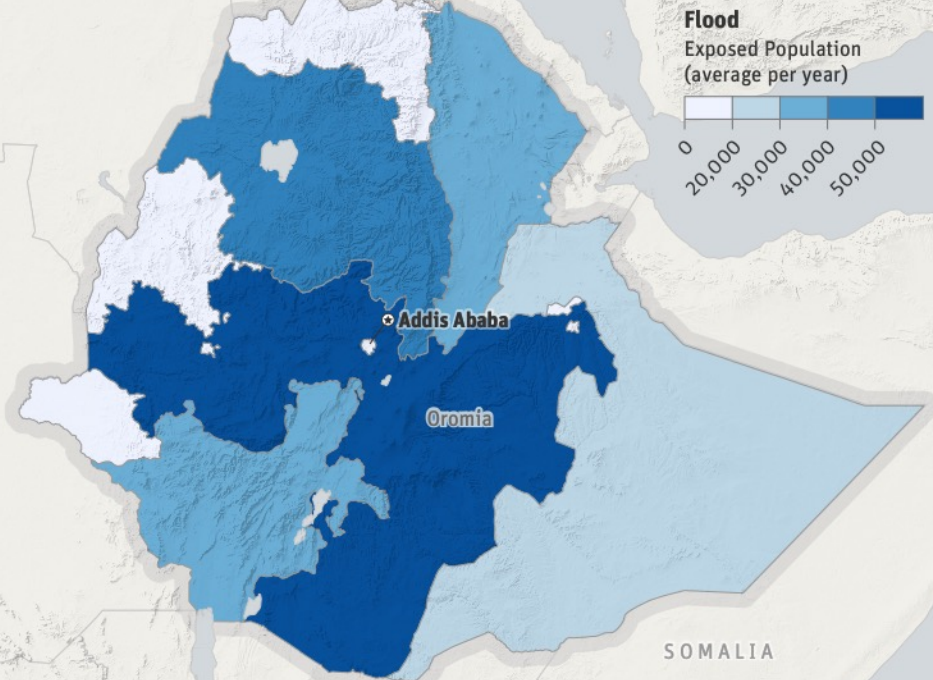 Flood
Exposed Population
(average per year)
0
20,000
30,000
40,000
50,000
Addis Ababa
Oromia
SOMALIA